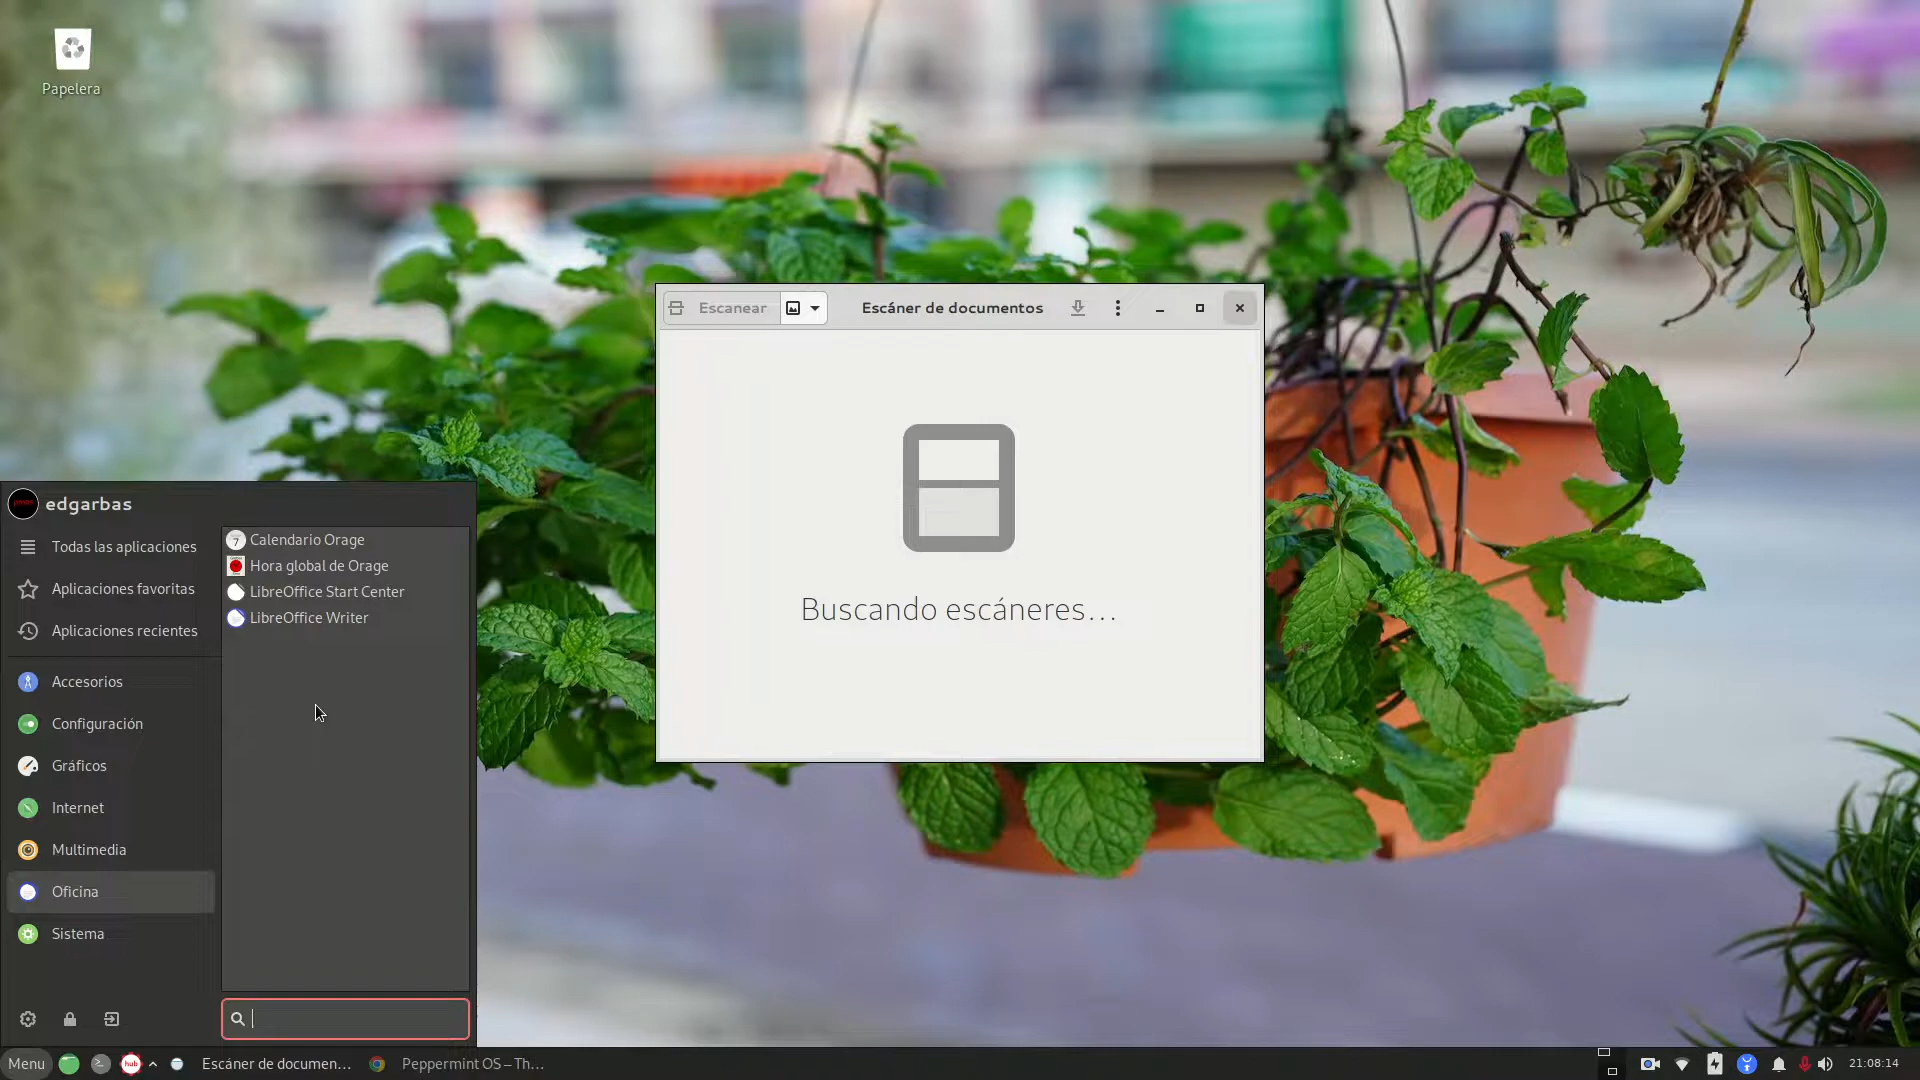 Papelera
Escanear
Escáner de documentos
Buscando escáneres...
edgarbas
Todas las aplicaciones
Aplicaciones favoritas
Aplicaciones recientes
Accesorios
Configuración
Gráficos
Internet
Multimedia
Oficina
Sistema
7 Calendario Orage
Hora global de Orage
LibreOffice Start Center
LibreOffice Writer
Menu
hub
Escáner de documen...
Peppermint OS – Th...
21:08:14